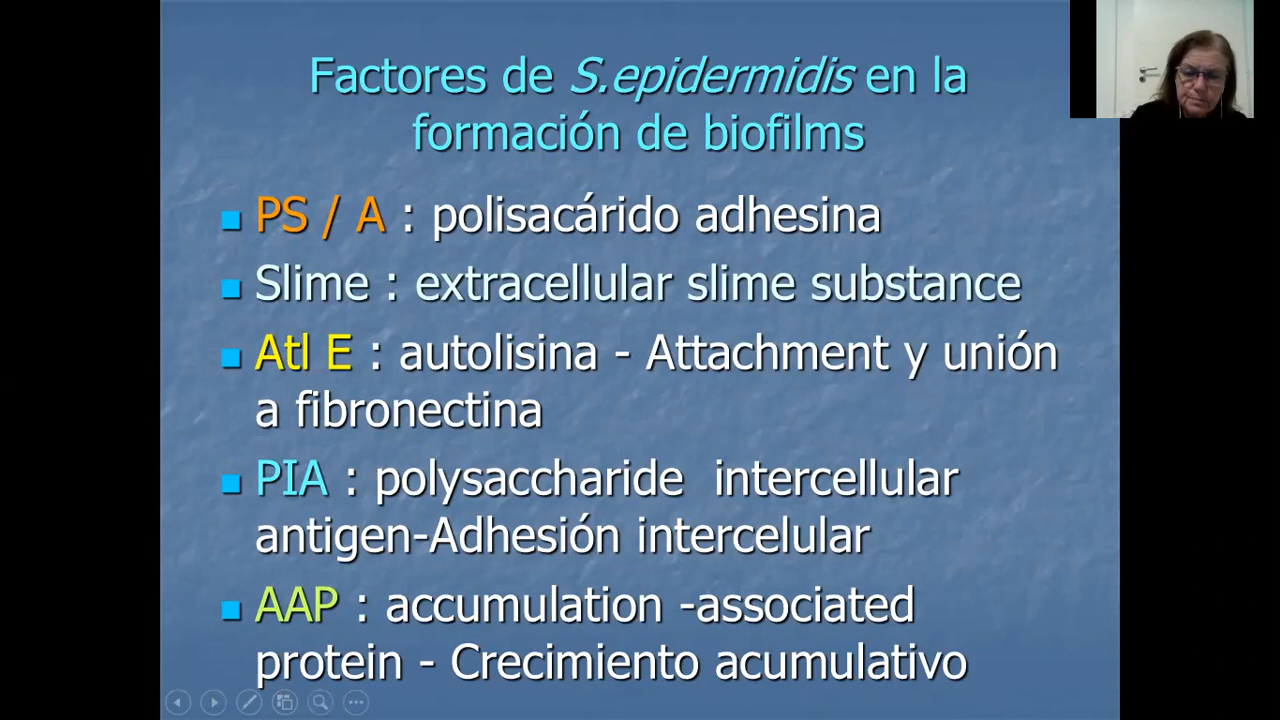 Factores de S.epidermidis en la
formación de biofilms
PS / A : polisacárido adhesina
Slime : extracellular slime substance
Atl E : autolisina - Attachment y unión
a fibronectina
PIA : polysaccharide intercellular
antigen-Adhesión intercelular
AAP : accumulation -associated
protein - Crecimiento acumulativo